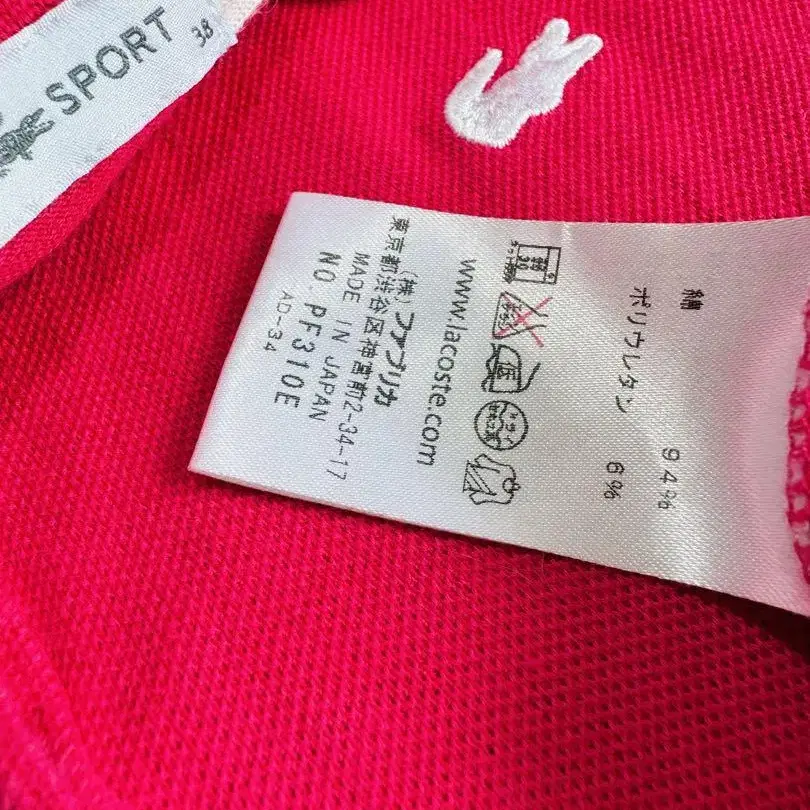 SPORT
38
綿 94%
ポリウレタン 6%
www.lacoste.com
(株)ファブリカ
東京都渋谷区神宮前2-34-17
MADE IN JAPAN
NO. PF310E
AD-34